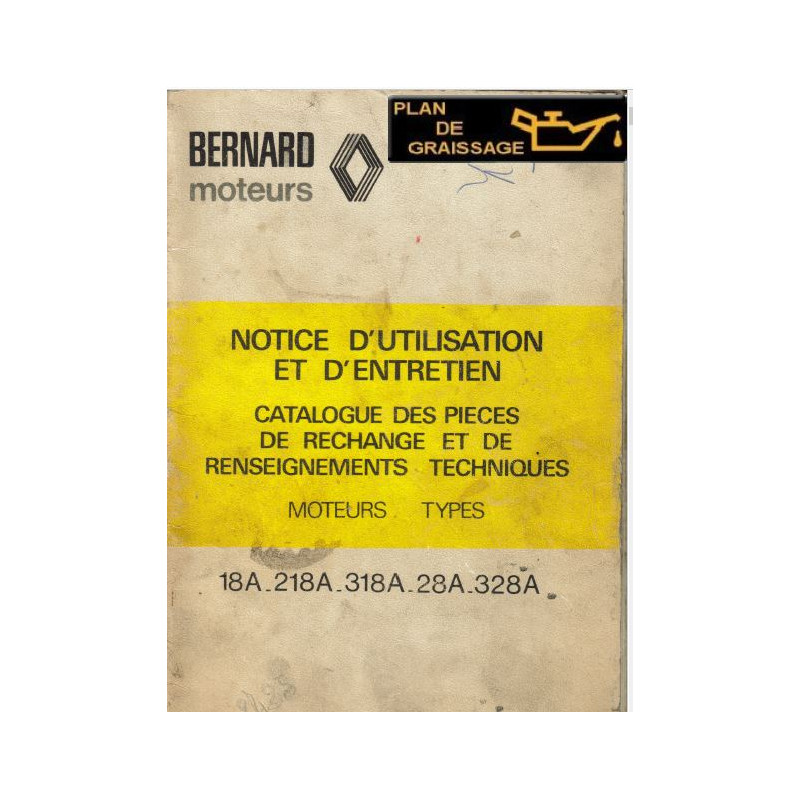 PLAN
DE
GRAISSAGE
BERNARD
moteurs
NOTICE D'UTILISATION
ET D'ENTRETIEN
CATALOGUE DES PIECES
DE RECHANGE ET DE
RENSEIGNEMENTS TECHNIQUES
MOTEURS TYPES
18A_218A_318A_28A_328A